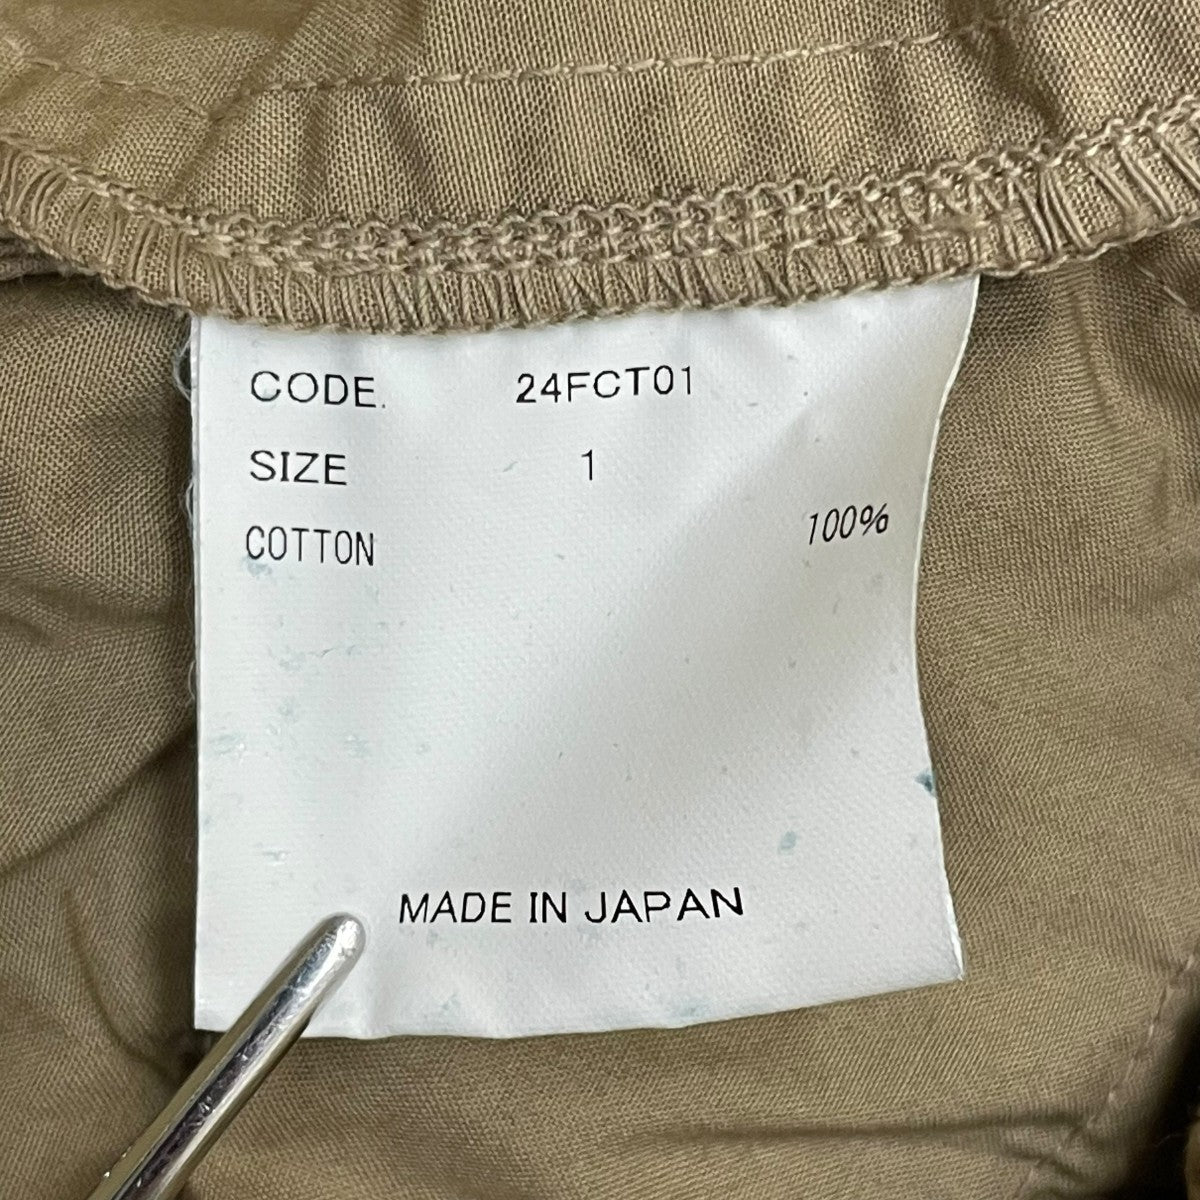 CODE. 24FCT01
SIZE 1
COTTON 100%
MADE IN JAPAN